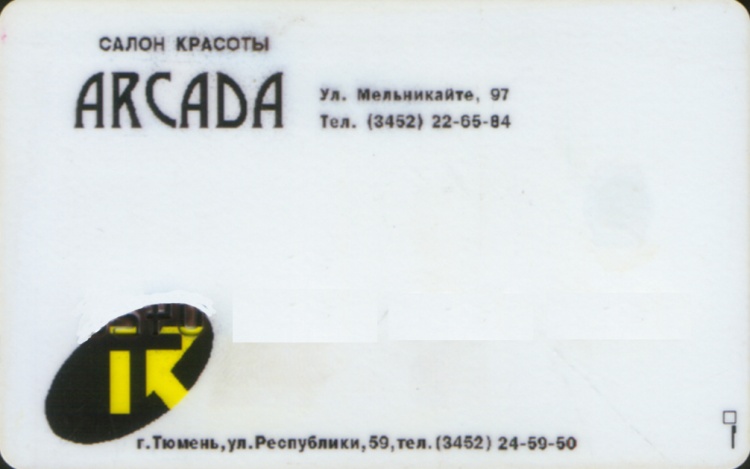 САЛОН КРАСОТЫ
ARCADA
Ул. Мельникайте, 97
Тел. (3452) 22-65-84
г.Тюмень,ул.Республики,59,тел.(3452) 24-59-50